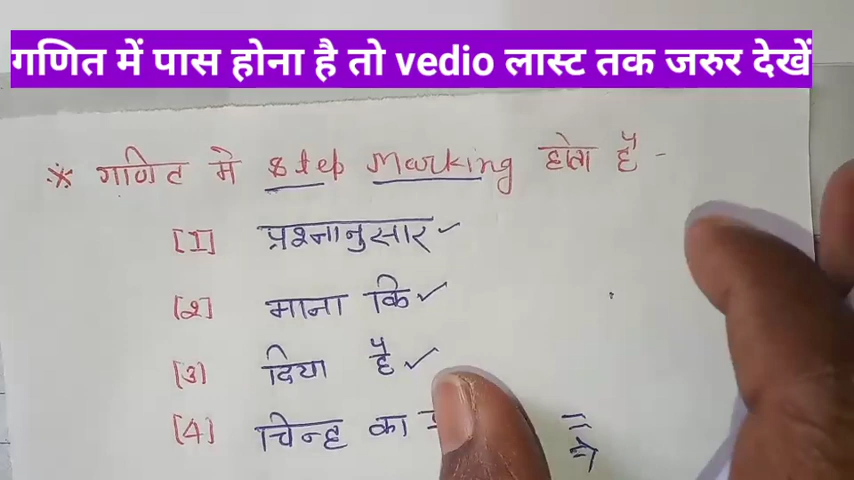 गणित में पास होना है तो vedio लास्ट तक जरुर देखें
* गणित मे step Marking होता है -
[1] प्रश्नानुसार ✓
[2] माना कि ✓
[3] दिया है ✓
[4] चिन्ह का =
⇒